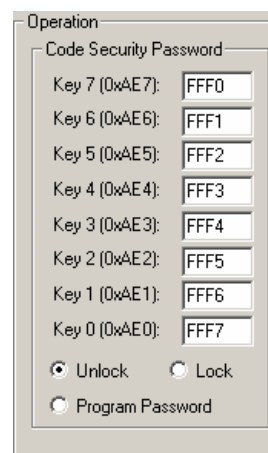 Operation
Code Security Password
Key 7 (0xAE7): FFF0
Key 6 (0xAE6): FFF1
Key 5 (0xAE5): FFF2
Key 4 (0xAE4): FFF3
Key 3 (0xAE3): FFF4
Key 2 (0xAE2): FFF5
Key 1 (0xAE1): FFF6
Key 0 (0xAE0): FFF7
Unlock Lock
Program Password